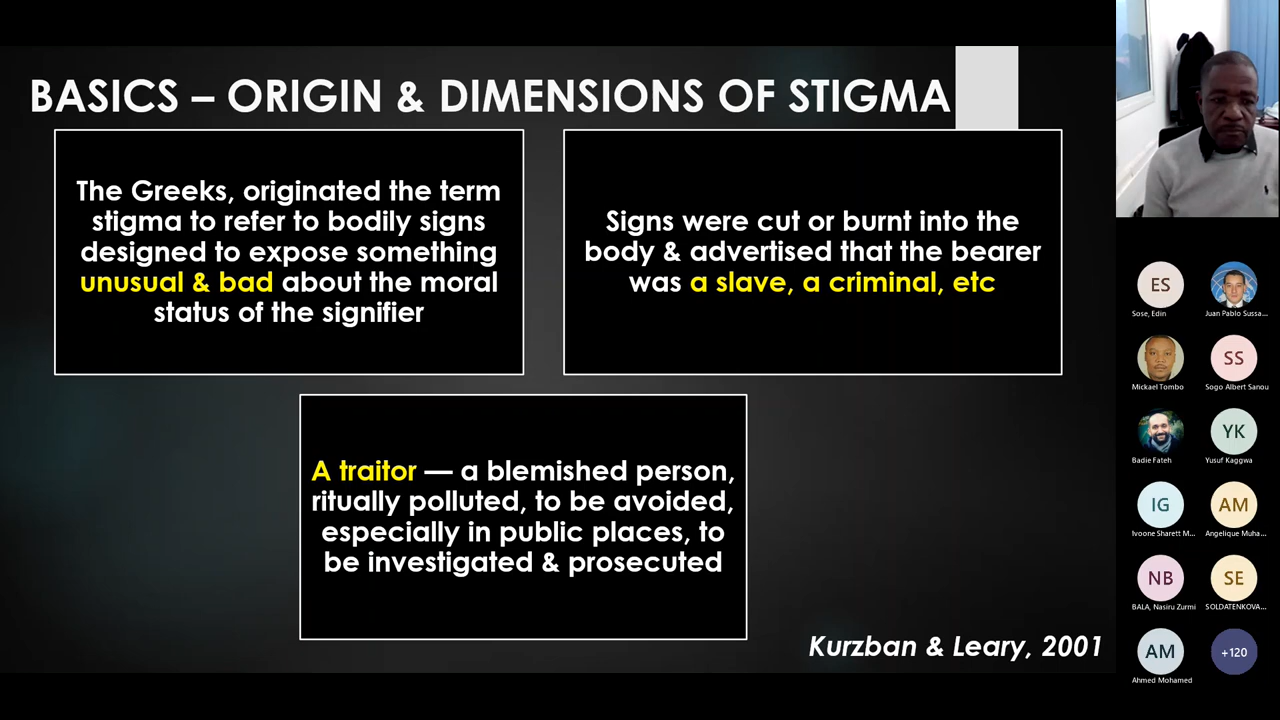 BASICS – ORIGIN & DIMENSIONS OF STIGMA
The Greeks, originated the term
stigma to refer to bodily signs
designed to expose something
unusual & bad about the moral
status of the signifier
Signs were cut or burnt into the
body & advertised that the bearer
was a slave, a criminal, etc
A traitor — a blemished person,
ritually polluted, to be avoided,
especially in public places, to
be investigated & prosecuted
Kurzban & Leary, 2001
ES
Sose, Edin
Juan Pablo Sussa...
Mickael Tombo
SS
Sogo Albert Sanou
Badie Fateh
YK
Yusuf Kaggwa
IG
Ivoone Sharett M...
AM
Angelique Muha...
NB
BALA, Nasiru Zurmi
SE
SOLDATENKOVA...
AM
Ahmed Mohamed
+120